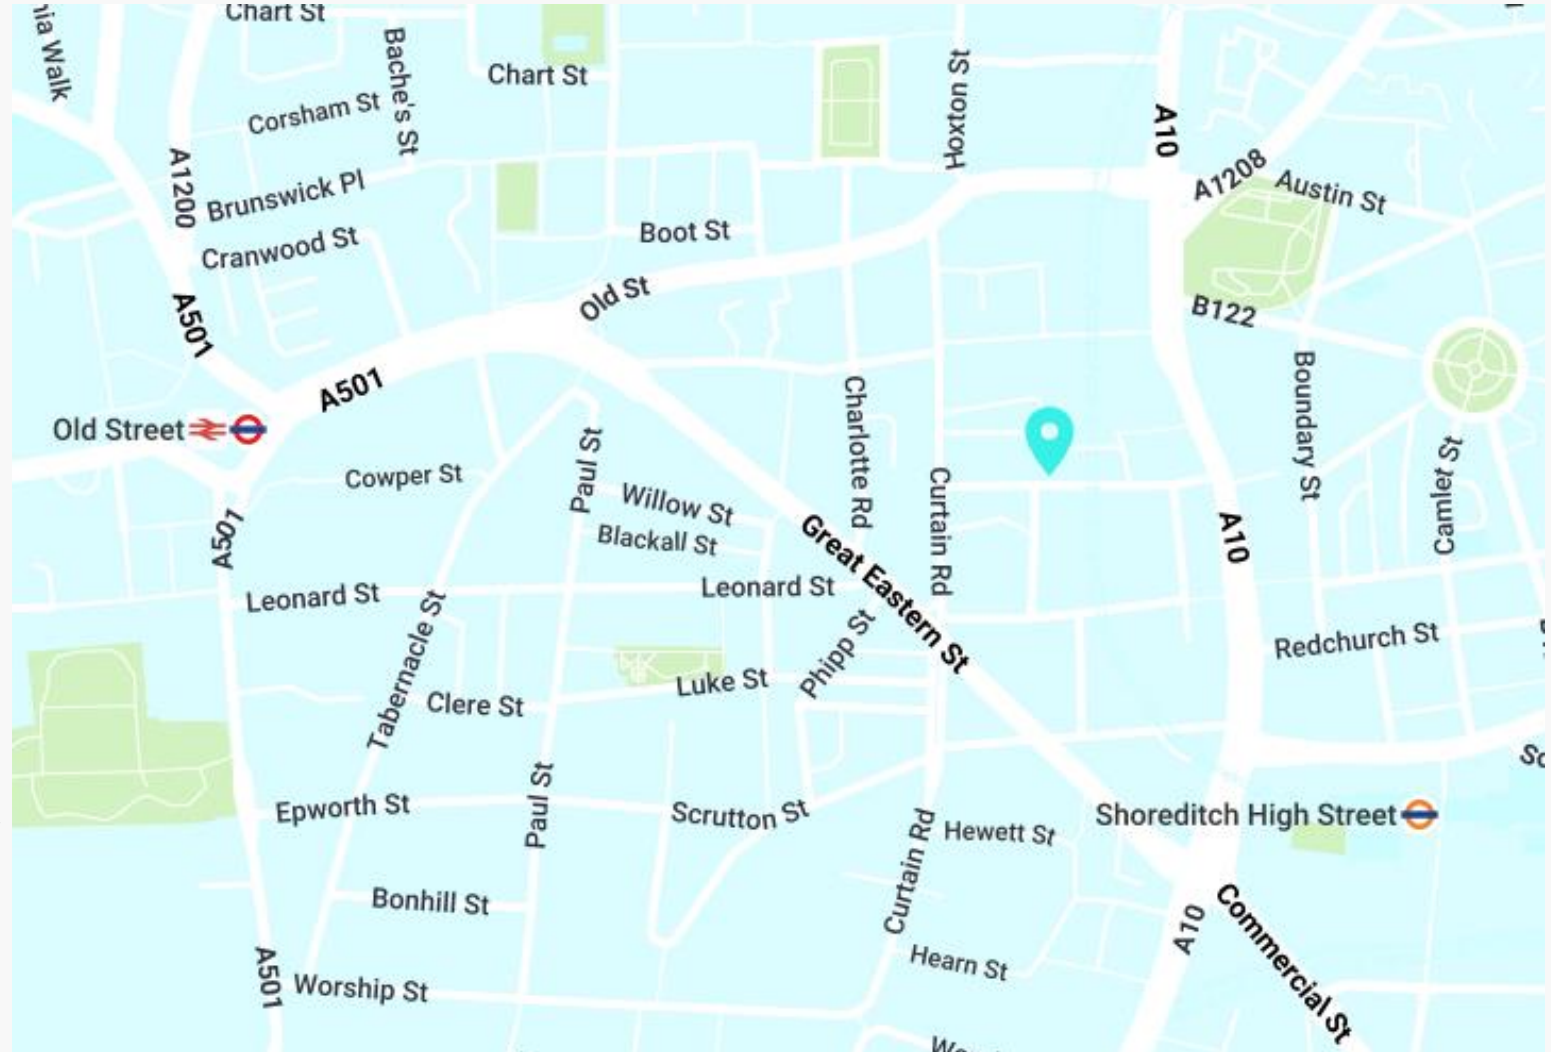 Chart St
nia Walk
Bache's St
Chart St
Hoxton St
Corsham St
A10
A1200
A1208
Austin St
Brunswick Pl
Boot St
Cranwood St
Old St
A501
B122
A501
Boundary St
Old Street
Charlotte Rd
Paul St
Cowper St
Willow St
Curtain Rd
Camlet St
A501
Blackall St
Great Eastern St
A10
Leonard St
Leonard St
Tabernacle St
Phipp St
Redchurch St
Luke St
Clere St
Paul St
Epworth St
Scrutton St
Shoreditch High Street
Curtain Rd
Hewett St
Bonhill St
A10
Commercial St
Hearn St
A501
Worship St